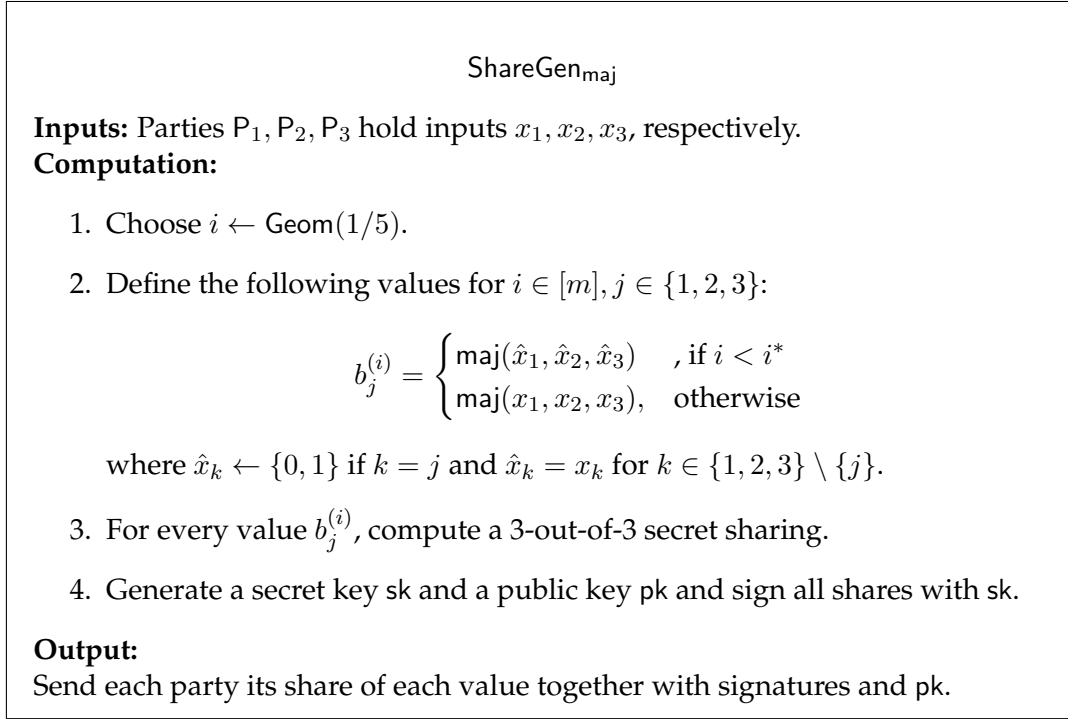 ShareGen_maj
Inputs: Parties P_1, P_2, P_3 hold inputs x_1, x_2, x_3, respectively.
Computation:
1. Choose i ← Geom(1/5).
2. Define the following values for i ∈ [m], j ∈ {1, 2, 3}:
b_j^{(i)} = { maj(x̂_1, x̂_2, x̂_3) , if i < i*
maj(x_1, x_2, x_3), otherwise
where x̂_k ← {0, 1} if k = j and x̂_k = x_k for k ∈ {1, 2, 3} \ {j}.
3. For every value b_j^{(i)}, compute a 3-out-of-3 secret sharing.
4. Generate a secret key sk and a public key pk and sign all shares with sk.
Output:
Send each party its share of each value together with signatures and pk.